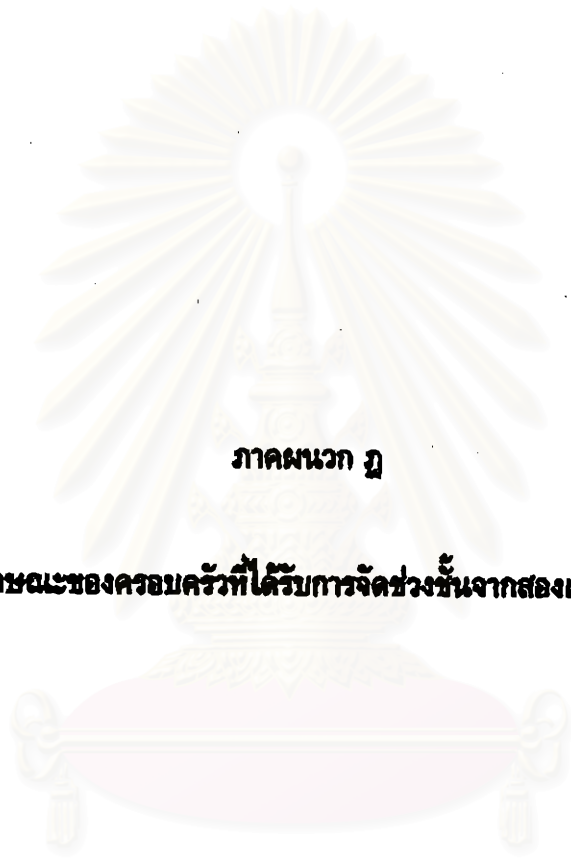 ภาคผนวก ฏ
ษณะของครอบครัวที่ได้รับการจัดช่วงชั้นจากสอง